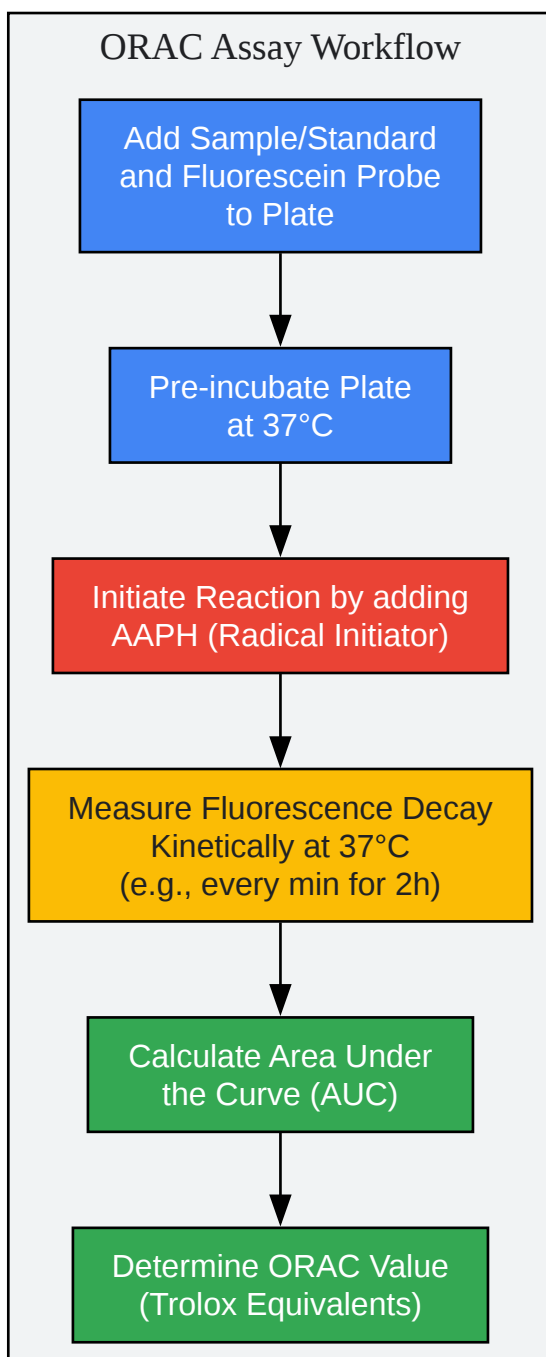 ORAC Assay Workflow
Add Sample/Standard
and Fluorescein Probe
to Plate
Pre-incubate Plate
at 37°C
Initiate Reaction by adding
AAPH (Radical Initiator)
Measure Fluorescence Decay
Kinetically at 37°C
(e.g., every min for 2h)
Calculate Area Under
the Curve (AUC)
Determine ORAC Value
(Trolox Equivalents)